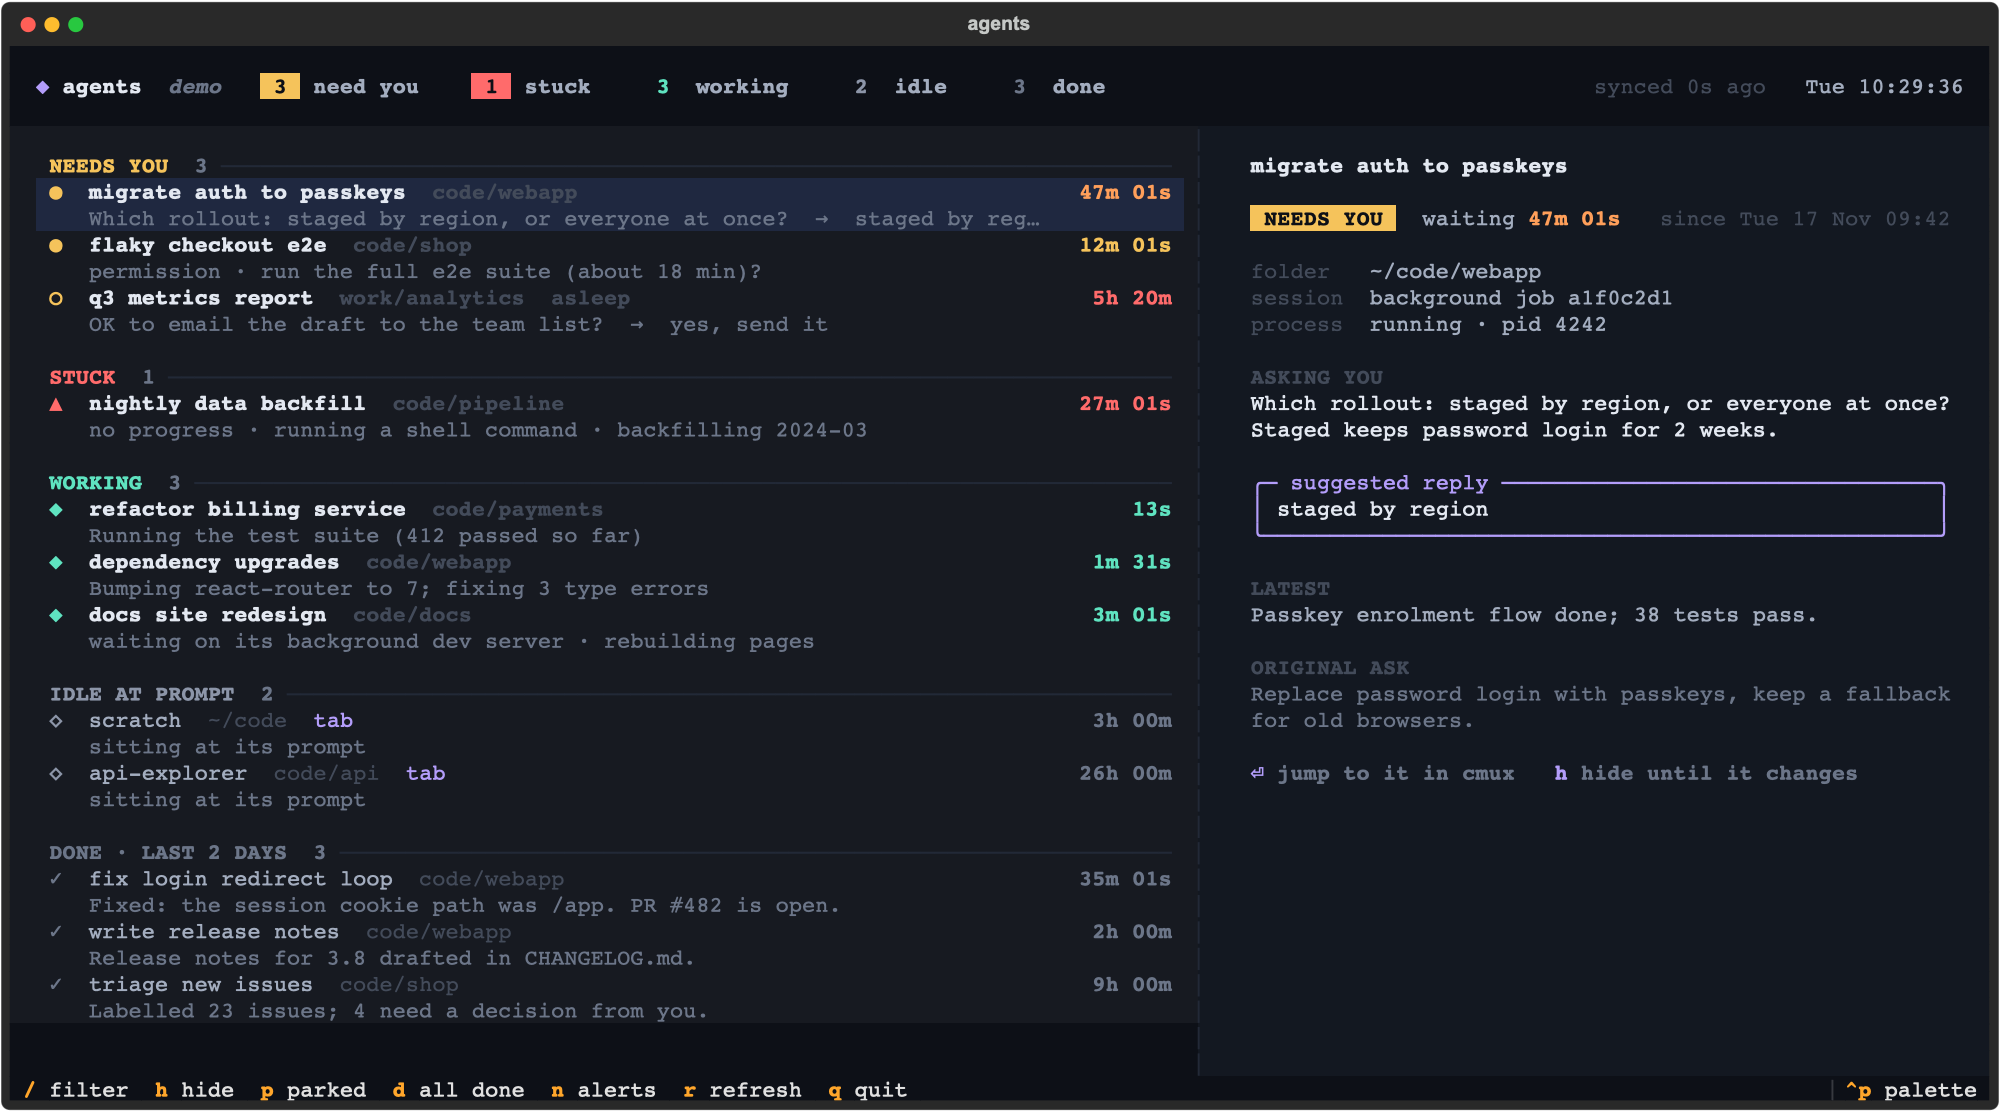 agents
◆ agents demo 3 need you 1 stuck 3 working 2 idle 3 done synced 0s ago Tue 10:29:36
NEEDS YOU 3
● migrate auth to passkeys code/webapp 47m 01s
Which rollout: staged by region, or everyone at once? → staged by reg…
● flaky checkout e2e code/shop 12m 01s
permission · run the full e2e suite (about 18 min)?
○ q3 metrics report work/analytics asleep 5h 20m
OK to email the draft to the team list? → yes, send it
STUCK 1
▲ nightly data backfill code/pipeline 27m 01s
no progress · running a shell command · backfilling 2024-03
WORKING 3
◆ refactor billing service code/payments 13s
Running the test suite (412 passed so far)
◆ dependency upgrades code/webapp 1m 31s
Bumping react-router to 7; fixing 3 type errors
◆ docs site redesign code/docs 3m 01s
waiting on its background dev server · rebuilding pages
IDLE AT PROMPT 2
◇ scratch ~/code tab 3h 00m
sitting at its prompt
◇ api-explorer code/api tab 26h 00m
sitting at its prompt
DONE · LAST 2 DAYS 3
✓ fix login redirect loop code/webapp 35m 01s
Fixed: the session cookie path was /app. PR #482 is open.
✓ write release notes code/webapp 2h 00m
Release notes for 3.8 drafted in CHANGELOG.md.
✓ triage new issues code/shop 9h 00m
Labelled 23 issues; 4 need a decision from you.
migrate auth to passkeys
NEEDS YOU waiting 47m 01s since Tue 17 Nov 09:42
folder ~/code/webapp
session background job a1f0c2d1
process running · pid 4242
ASKING YOU
Which rollout: staged by region, or everyone at once?
Staged keeps password login for 2 weeks.
suggested reply
staged by region
LATEST
Passkey enrolment flow done; 38 tests pass.
ORIGINAL ASK
Replace password login with passkeys, keep a fallback
for old browsers.
⏎ jump to it in cmux h hide until it changes
/ filter h hide p parked d all done n alerts r refresh q quit ^p palette